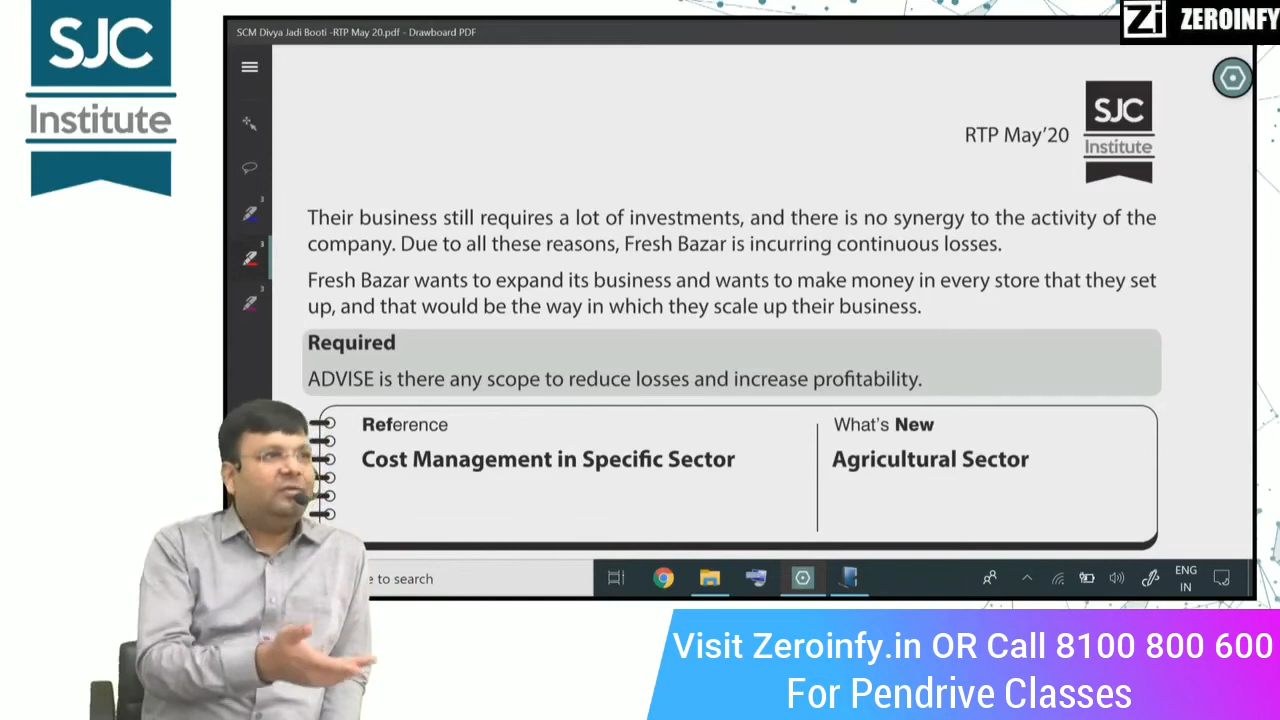 SJC
Institute
Zi ZEROINFY
SCM Divya Jadi Booti -RTP May 20.pdf - Drawboard PDF
3
3
3
RTP May'20
SJC
Institute
Their business still requires a lot of investments, and there is no synergy to the activity of the
company. Due to all these reasons, Fresh Bazar is incurring continuous losses.
Fresh Bazar wants to expand its business and wants to make money in every store that they set
up, and that would be the way in which they scale up their business.
Required
ADVISE is there any scope to reduce losses and increase profitability.
Reference
Cost Management in Specific Sector
What's New
Agricultural Sector
e to search
ENG
IN
Visit Zeroinfy.in OR Call 8100 800 600
For Pendrive Classes